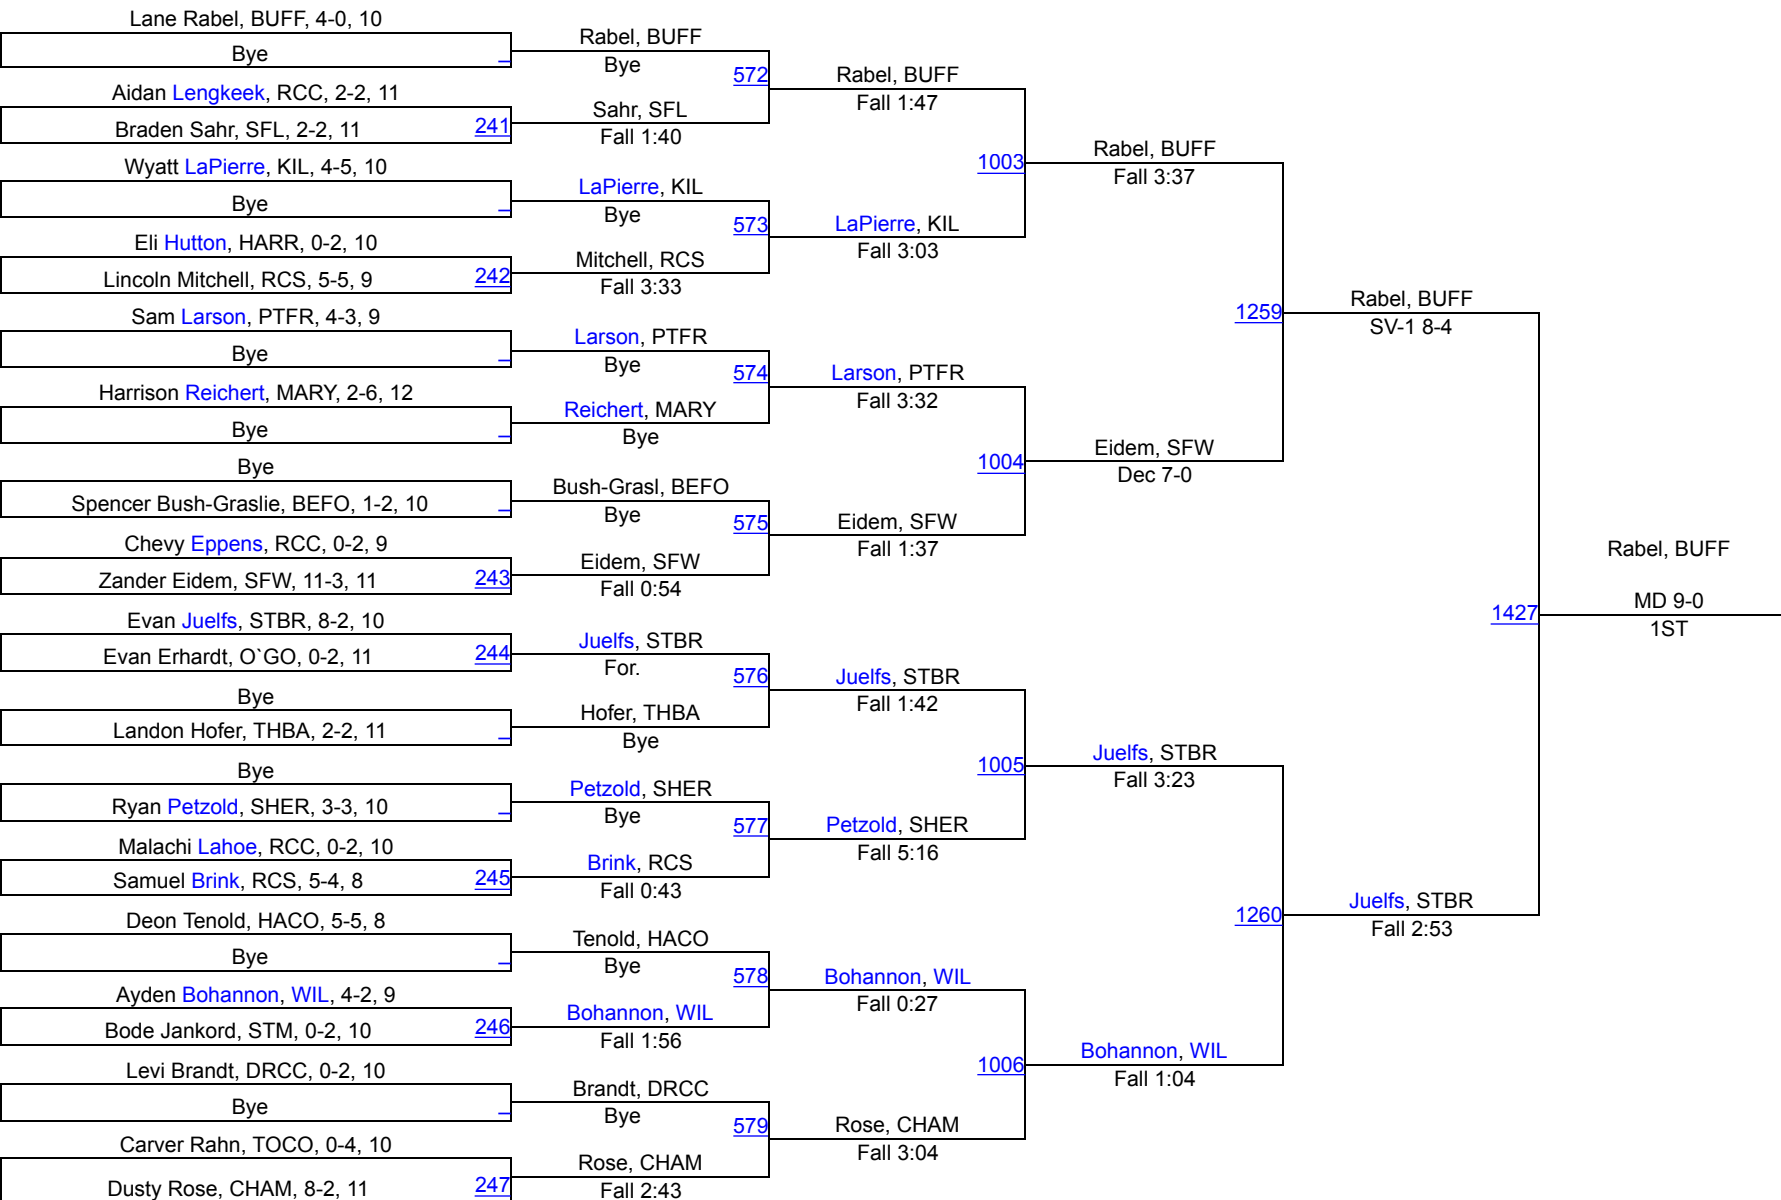 Lane Rabel, BUFF, 4-0, 10
Bye
Aidan Lengkeek, RCC, 2-2, 11
Braden Sahr, SFL, 2-2, 11
241
Wyatt LaPierre, KIL, 4-5, 10
Bye
Eli Hutton, HARR, 0-2, 10
Lincoln Mitchell, RCS, 5-5, 9
242
Sam Larson, PTFR, 4-3, 9
Bye
Harrison Reichert, MARY, 2-6, 12
Bye
Bye
Spencer Bush-Graslie, BEFO, 1-2, 10
Chevy Eppens, RCC, 0-2, 9
Zander Eidem, SFW, 11-3, 11
243
Evan Juelfs, STBR, 8-2, 10
Evan Erhardt, O`GO, 0-2, 11
244
Bye
Landon Hofer, THBA, 2-2, 11
Bye
Ryan Petzold, SHER, 3-3, 10
Malachi Lahoe, RCC, 0-2, 10
Samuel Brink, RCS, 5-4, 8
245
Deon Tenold, HACO, 5-5, 8
Bye
Ayden Bohannon, WIL, 4-2, 9
Bode Jankord, STM, 0-2, 10
246
Levi Brandt, DRCC, 0-2, 10
Bye
Carver Rahn, TOCO, 0-4, 10
Dusty Rose, CHAM, 8-2, 11
247
Rabel, BUFF
Bye
572
Sahr, SFL
Fall 1:40
LaPierre, KIL
Bye
573
Mitchell, RCS
Fall 3:33
Larson, PTFR
Bye
574
Reichert, MARY
Bye
Bush-Grasl, BEFO
Bye
575
Eidem, SFW
Fall 0:54
Juelfs, STBR
For.
576
Hofer, THBA
Bye
Petzold, SHER
Bye
577
Brink, RCS
Fall 0:43
Tenold, HACO
Bye
578
Bohannon, WIL
Fall 1:56
Brandt, DRCC
Bye
579
Rose, CHAM
Fall 2:43
Rabel, BUFF
Fall 1:47
1003
LaPierre, KIL
Fall 3:03
Larson, PTFR
Fall 3:32
1004
Eidem, SFW
Fall 1:37
Juelfs, STBR
Fall 1:42
1005
Petzold, SHER
Fall 5:16
Bohannon, WIL
Fall 0:27
1006
Rose, CHAM
Fall 3:04
Rabel, BUFF
Fall 3:37
1259
Eidem, SFW
Dec 7-0
Juelfs, STBR
Fall 3:23
1260
Bohannon, WIL
Fall 1:04
Rabel, BUFF
SV-1 8-4
1427
Juelfs, STBR
Fall 2:53
Rabel, BUFF
MD 9-0
1ST